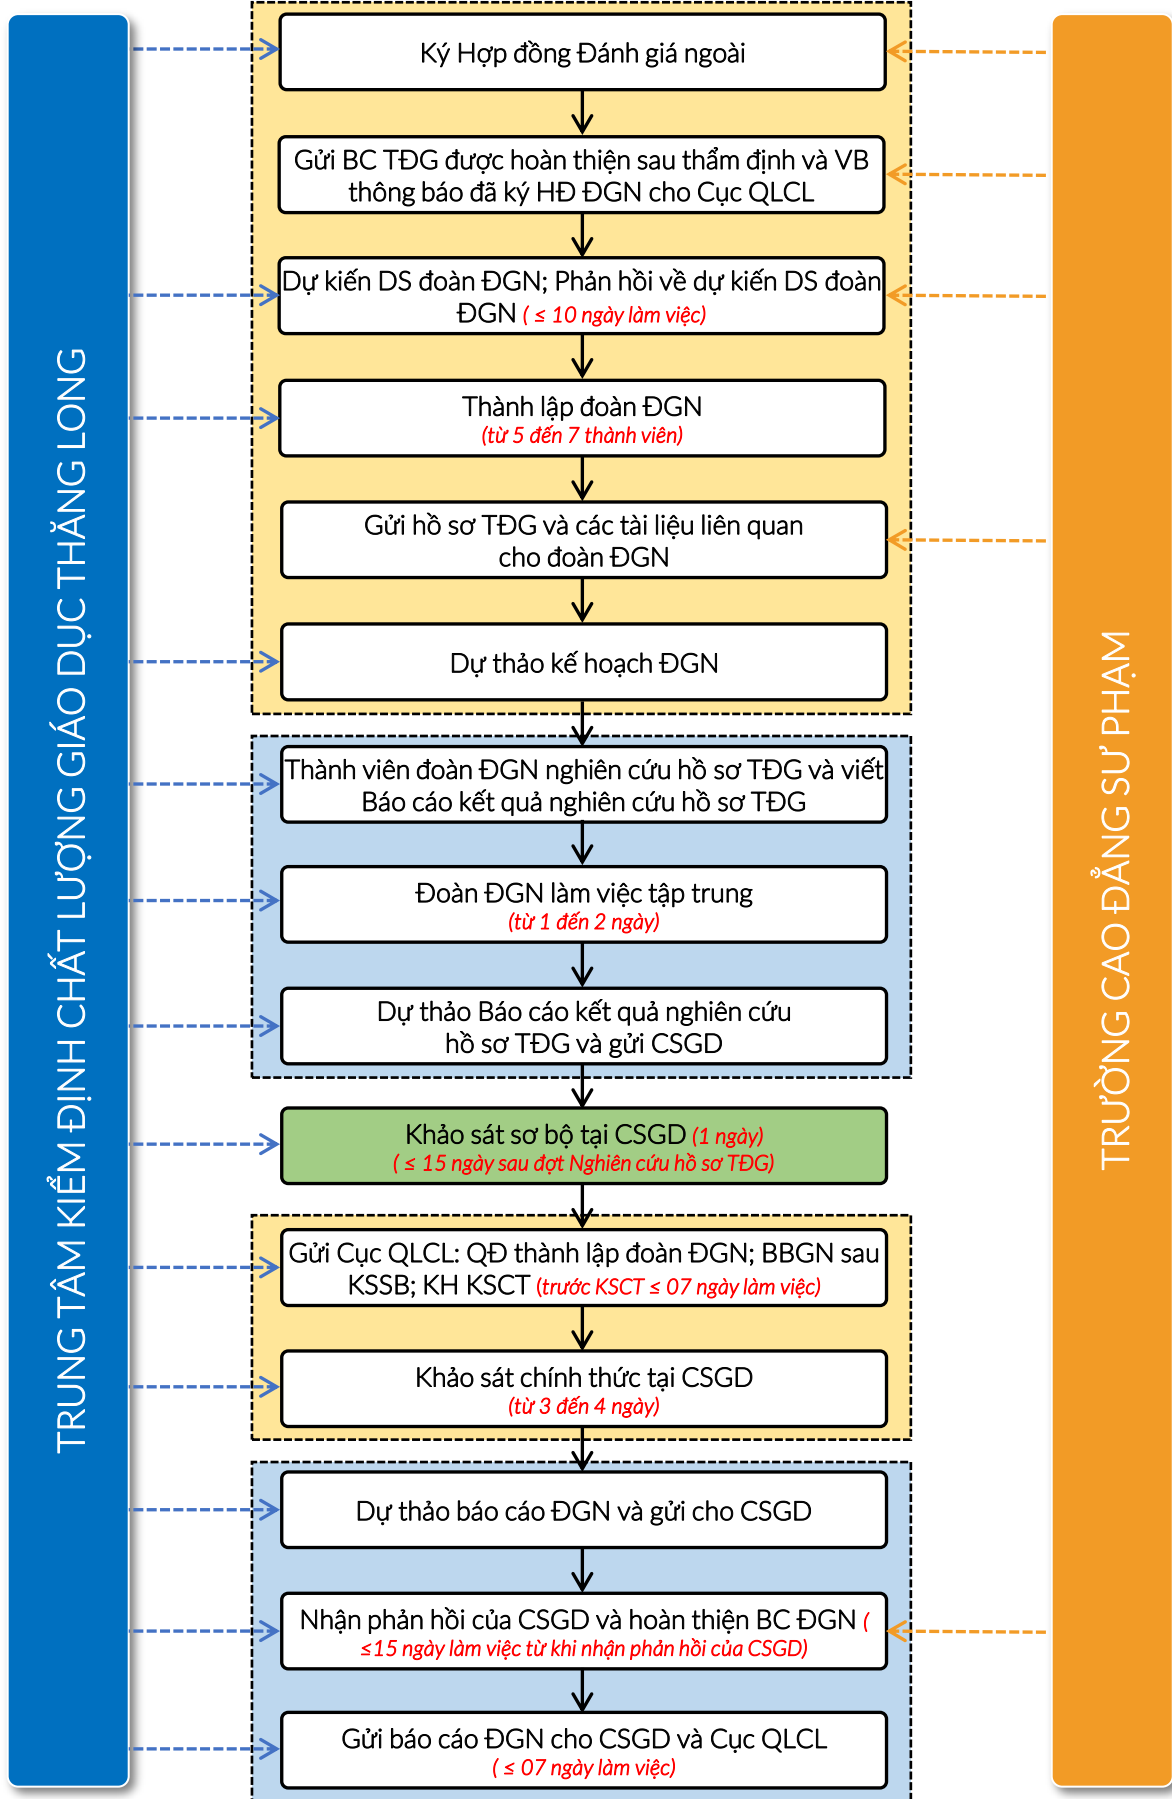 TRUNG TÂM KIỂM ĐỊNH CHẤT LƯỢNG GIÁO DỤC THĂNG LONG
Ký Hợp đồng Đánh giá ngoài
Gửi BC TĐG được hoàn thiện sau thẩm định và VB
thông báo đã ký HĐ ĐGN cho Cục QLCL
Dự kiến DS đoàn ĐGN; Phản hồi về dự kiến DS đoàn
ĐGN ( ≤ 10 ngày làm việc)
Thành lập đoàn ĐGN
(từ 5 đến 7 thành viên)
Gửi hồ sơ TĐG và các tài liệu liên quan
cho đoàn ĐGN
Dự thảo kế hoạch ĐGN
Thành viên đoàn ĐGN nghiên cứu hồ sơ TĐG và viết
Báo cáo kết quả nghiên cứu hồ sơ TĐG
Đoàn ĐGN làm việc tập trung
(từ 1 đến 2 ngày)
Dự thảo Báo cáo kết quả nghiên cứu
hồ sơ TĐG và gửi CSGD
Khảo sát sơ bộ tại CSGD (1 ngày)
( ≤ 15 ngày sau đợt Nghiên cứu hồ sơ TĐG)
Gửi Cục QLCL: QĐ thành lập đoàn ĐGN; BBGN sau
KSSB; KH KSCT (trước KSCT ≤ 07 ngày làm việc)
Khảo sát chính thức tại CSGD
(từ 3 đến 4 ngày)
Dự thảo báo cáo ĐGN và gửi cho CSGD
Nhận phản hồi của CSGD và hoàn thiện BC ĐGN (
≤15 ngày làm việc từ khi nhận phản hồi của CSGD)
Gửi báo cáo ĐGN cho CSGD và Cục QLCL
( ≤ 07 ngày làm việc)
TRƯỜNG CAO ĐẲNG SƯ PHẠM